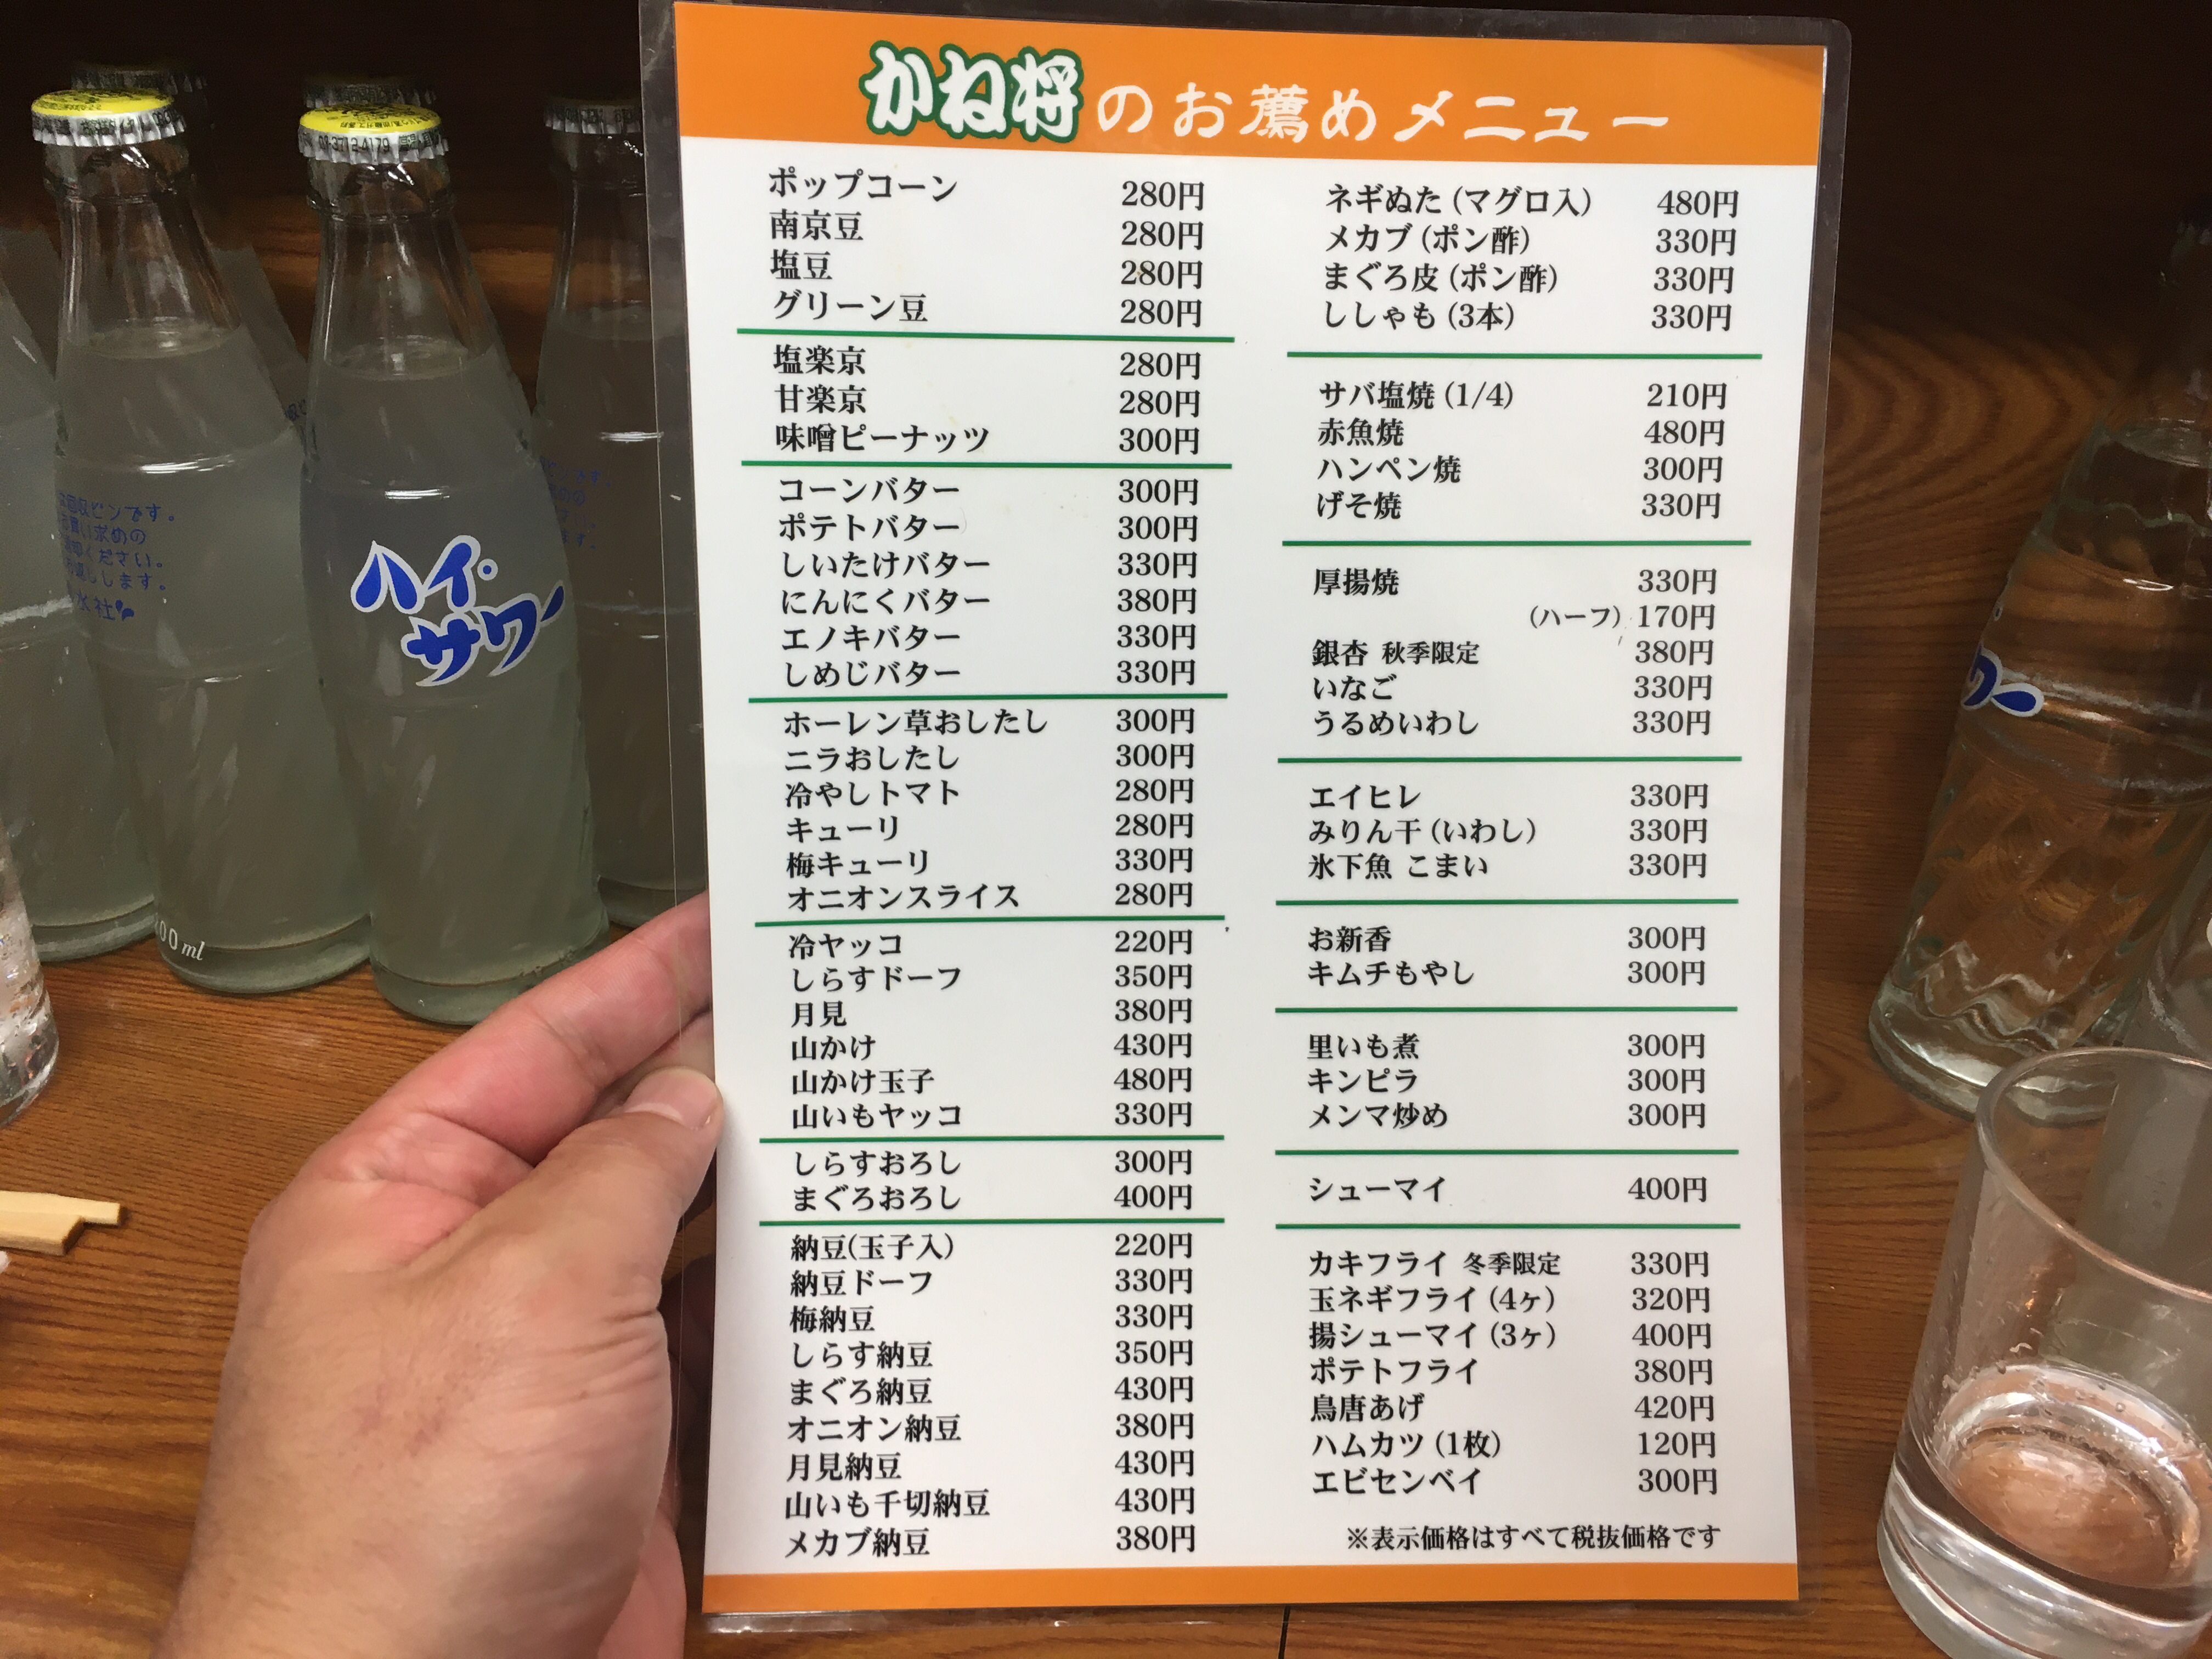 かね将のお薦めメニュー
ポップコーン 280円
南京豆 280円
塩豆 280円
グリーン豆 280円
塩楽京 280円
甘楽京 280円
味噌ピーナッツ 300円
コーンバター 300円
ポテトバター 300円
しいたけバター 330円
にんにくバター 380円
エノキバター 330円
しめじバター 330円
ホーレン草おしたし 300円
ニラおしたし 300円
冷やしトマト 280円
キューリ 280円
梅キューリ 330円
オニオンスライス 280円
冷ヤッコ 220円
しらすドーフ 350円
月見 380円
山かけ 430円
山かけ玉子 480円
山いもヤッコ 330円
しらすおろし 300円
まぐろおろし 400円
納豆(玉子入) 220円
納豆ドーフ 330円
梅納豆 330円
しらす納豆 350円
まぐろ納豆 430円
オニオン納豆 380円
月見納豆 430円
山いも千切納豆 430円
メカブ納豆 380円
ネギぬた(マグロ入) 480円
メカブ(ポン酢) 330円
まぐろ皮(ポン酢) 330円
ししゃも(3本) 330円
サバ塩焼(1/4) 210円
赤魚焼 480円
ハンペン焼 300円
げそ焼 330円
厚揚焼 330円
(ハーフ) 170円
銀杏 秋季限定 380円
いなご 330円
うるめいわし 330円
エイヒレ 330円
みりん干(いわし) 330円
氷下魚 こまい 330円
お新香 300円
キムチもやし 300円
里いも煮 300円
キンピラ 300円
メンマ炒め 300円
シューマイ 400円
カキフライ 冬季限定 330円
玉ネギフライ(4ヶ) 320円
揚シューマイ(3ヶ) 400円
ポテトフライ 380円
鳥唐あげ 420円
ハムカツ(1枚) 120円
エビセンベイ 300円
※表示価格はすべて税抜価格です
ハイ・
サワー
回収ビンです。
お買い求めの
ください。
します。
水社
00ml